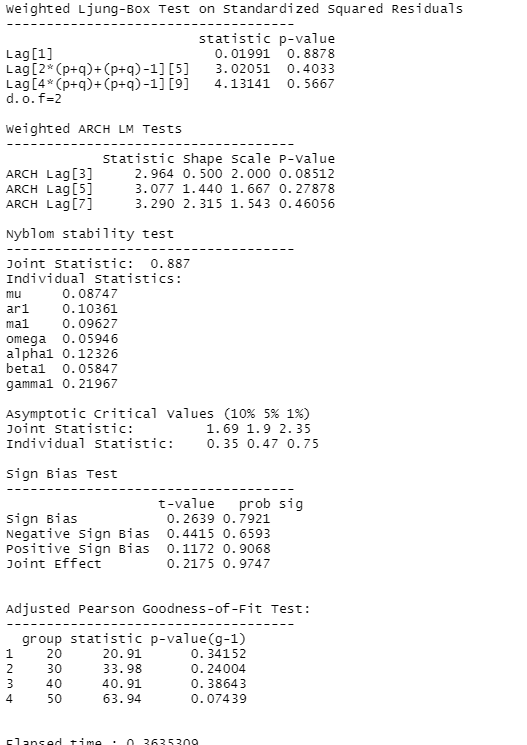 Weighted Ljung-Box Test on Standardized Squared Residuals
------------------------------------
                        statistic p-value
Lag[1]                    0.01991  0.8878
Lag[2*(p+q)+(p+q)-1][5]   3.02051  0.4033
Lag[4*(p+q)+(p+q)-1][9]   4.13141  0.5667
d.o.f=2
Weighted ARCH LM Tests
------------------------------------
            Statistic Shape Scale P-Value
ARCH Lag[3]     2.964 0.500 2.000 0.08512
ARCH Lag[5]     3.077 1.440 1.667 0.27878
ARCH Lag[7]     3.290 2.315 1.543 0.46056
Nyblom stability test
------------------------------------
Joint Statistic:  0.887
Individual Statistics:
mu     0.08747
ar1    0.10361
ma1    0.09627
omega  0.05946
alpha1 0.12326
beta1  0.05847
gamma1 0.21967
Asymptotic Critical Values (10% 5% 1%)
Joint Statistic:         1.69 1.9 2.35
Individual Statistic:    0.35 0.47 0.75
Sign Bias Test
------------------------------------
                   t-value   prob sig
Sign Bias           0.2639 0.7921
Negative Sign Bias  0.4415 0.6593
Positive Sign Bias  0.1172 0.9068
Joint Effect        0.2175 0.9747
Adjusted Pearson Goodness-of-Fit Test:
------------------------------------
  group statistic p-value(g-1)
1    20     20.91      0.34152
2    30     33.98      0.24004
3    40     40.91      0.38643
4    50     63.94      0.07439
Elapsed time : 0.3635309